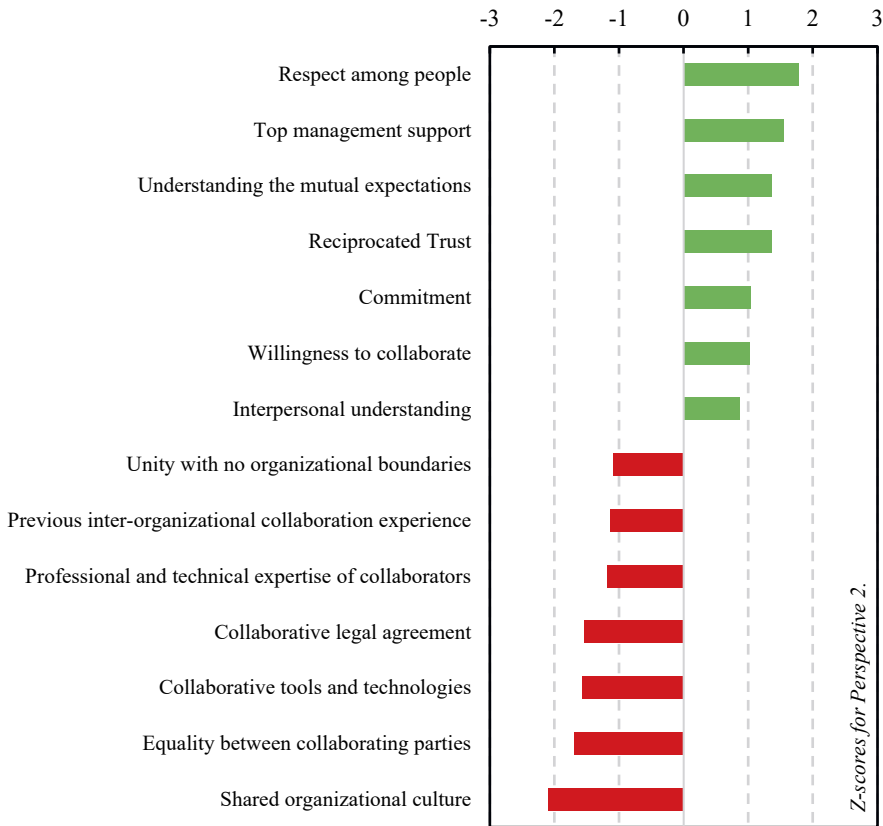 -3 -2 -1 0 1 2 3
Respect among people
Top management support
Understanding the mutual expectations
Reciprocated Trust
Commitment
Willingness to collaborate
Interpersonal understanding
Unity with no organizational boundaries
Previous inter-organizational collaboration experience
Professional and technical expertise of collaborators
Collaborative legal agreement
Collaborative tools and technologies
Equality between collaborating parties
Shared organizational culture
Z-scores for Perspective 2.